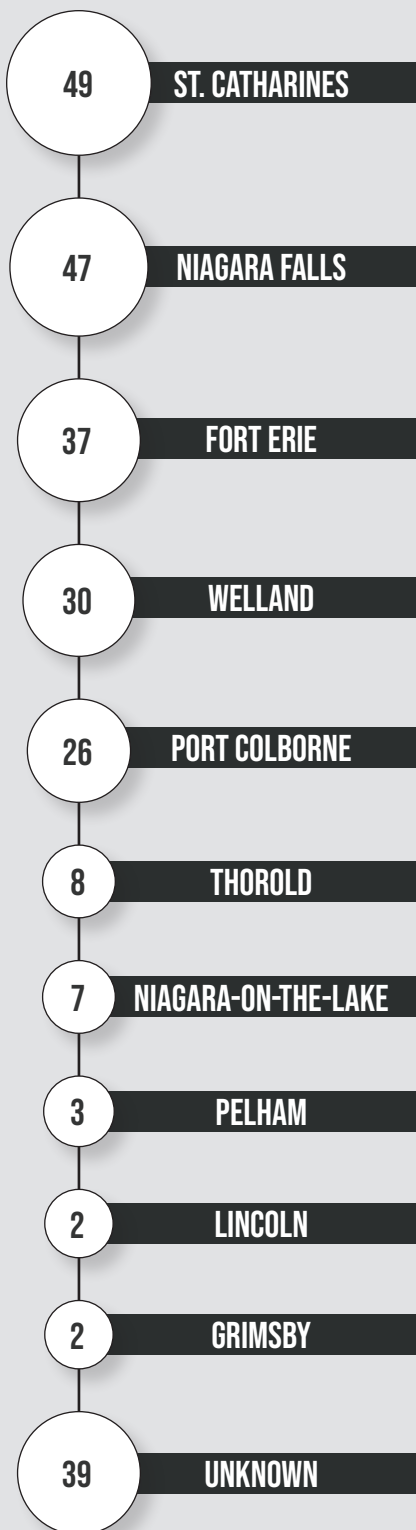 49 ST. CATHARINES
47 NIAGARA FALLS
37 FORT ERIE
30 WELLAND
26 PORT COLBORNE
8 THOROLD
7 NIAGARA-ON-THE-LAKE
3 PELHAM
2 LINCOLN
2 GRIMSBY
39 UNKNOWN